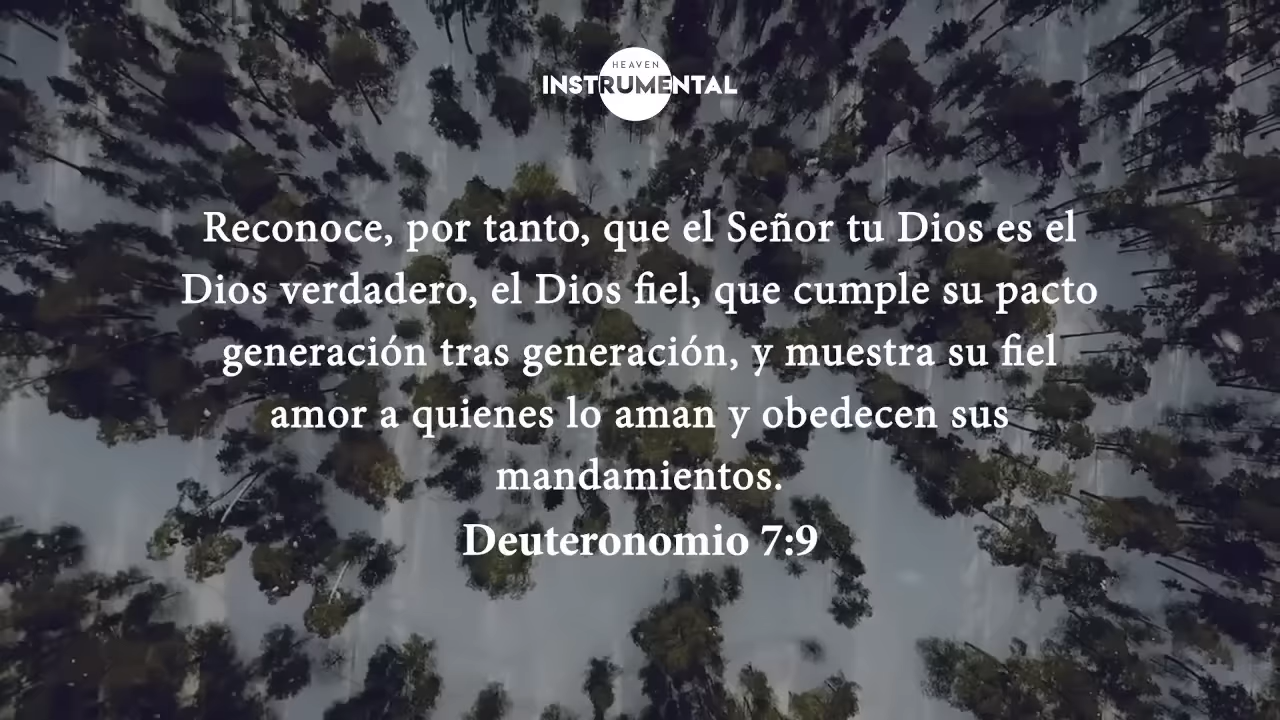 HEAVEN
INSTRUMENTAL
Reconoce, por tanto, que el Señor tu Dios es el
Dios verdadero, el Dios fiel, que cumple su pacto
generación tras generación, y muestra su fiel
amor a quienes lo aman y obedecen sus
mandamientos.
Deuteronomio 7:9